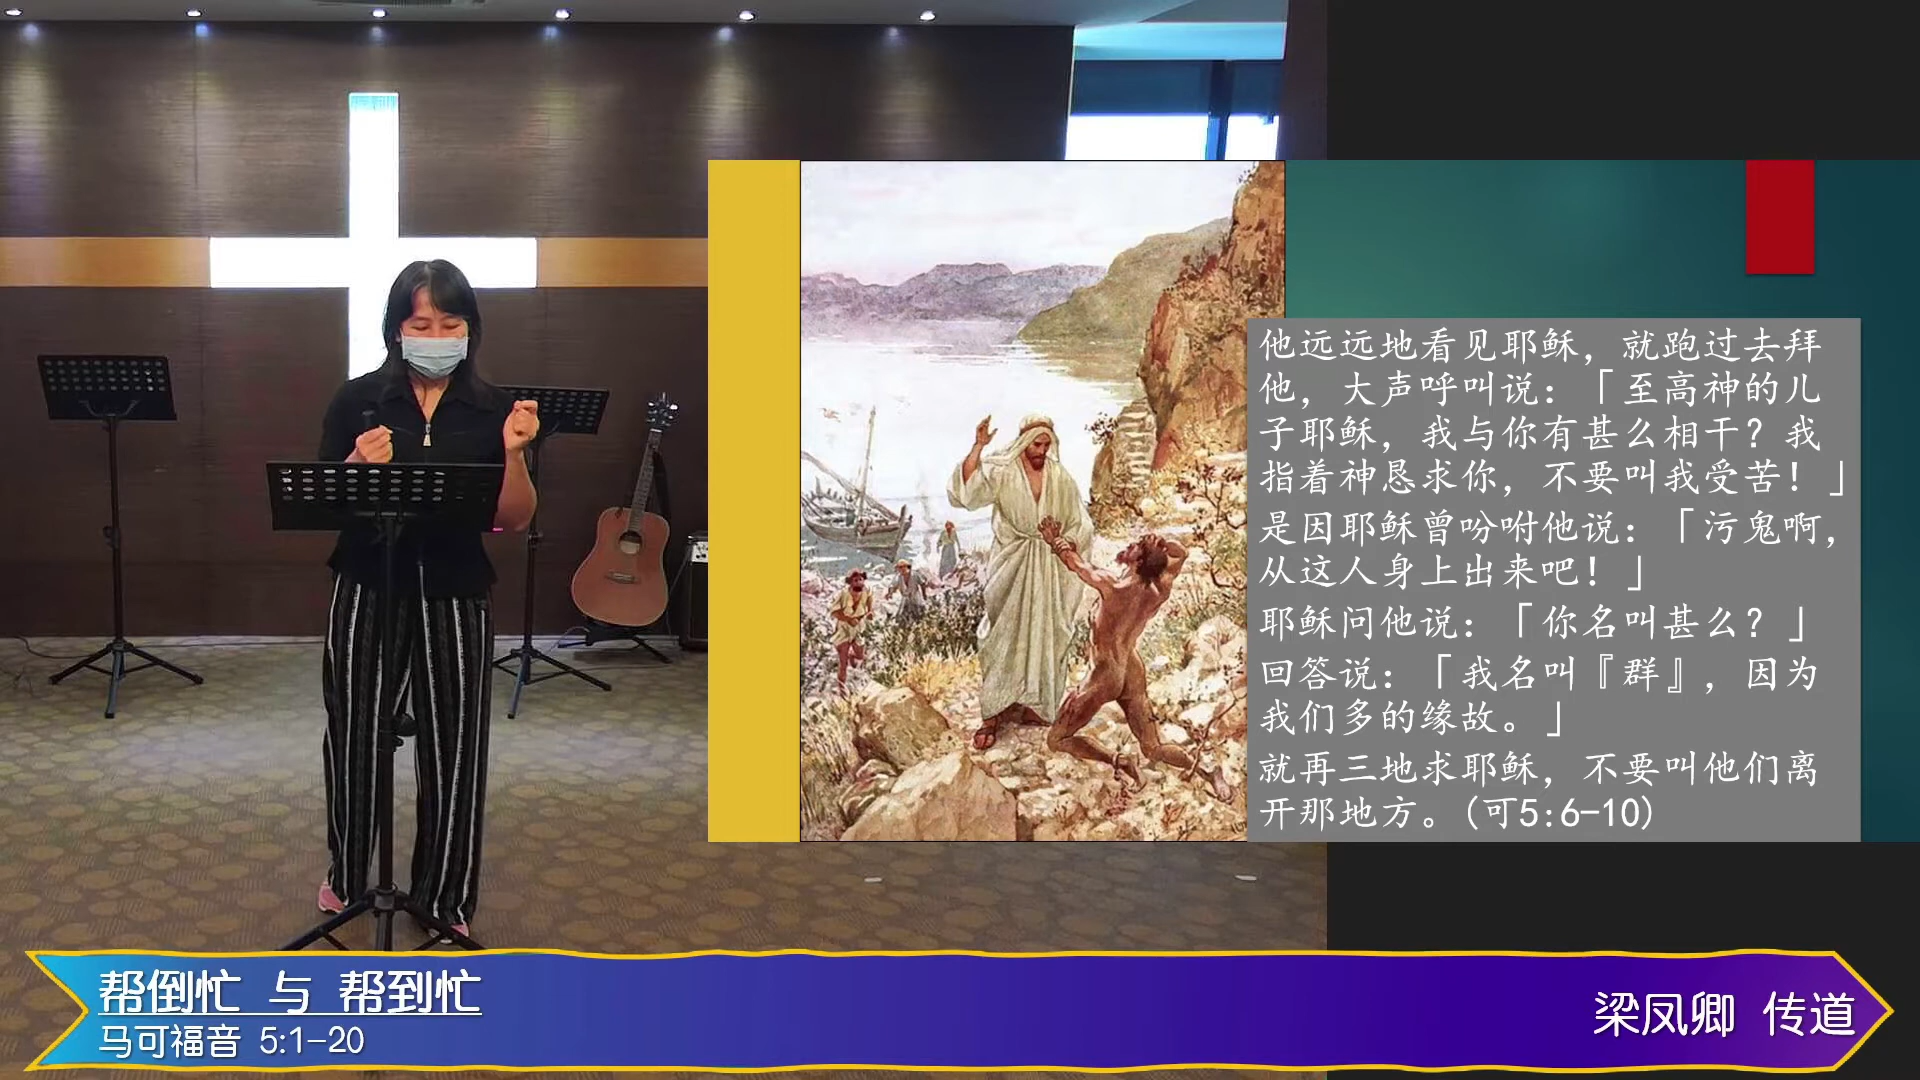 他远远地看见耶稣，就跑过去拜
他，大声呼叫说：「至高神的儿
子耶稣，我与你有甚么相干？我
指着神恳求你，不要叫我受苦！」
是因耶稣曾吩咐他说：「污鬼啊，
从这人身上出来吧！」
耶稣问他说：「你名叫甚么？」
回答说：「我名叫『群』，因为
我们多的缘故。」
就再三地求耶稣，不要叫他们离
开那地方。(可5:6-10)
帮倒忙 与 帮到忙
马可福音 5:1-20
梁凤卿 传道